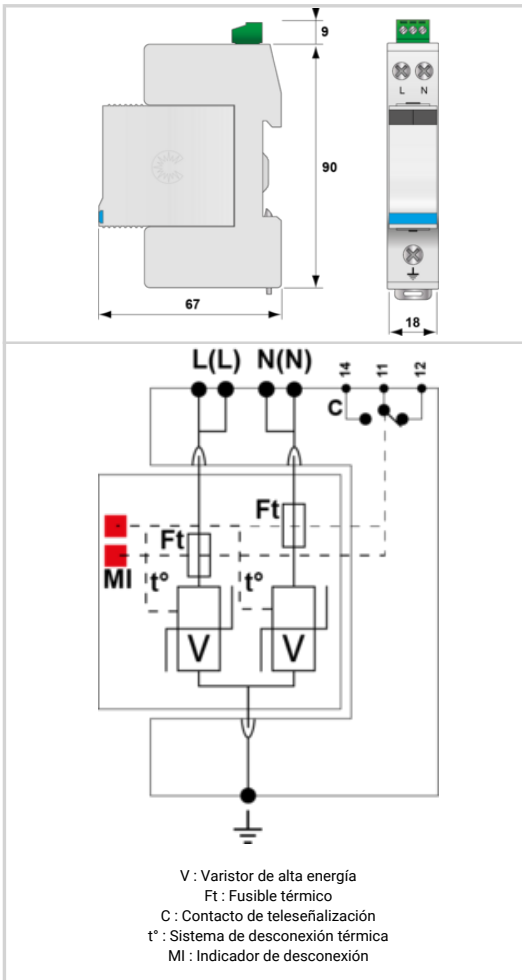 9
L N
90
67
18
L(L) N(N)
14
11
12
C
Ft
Ft
MI
t°
t°
V
V
V : Varistor de alta energía
Ft : Fusible térmico
C : Contacto de teleseñalización
t° : Sistema de desconexión térmica
MI : Indicador de desconexión